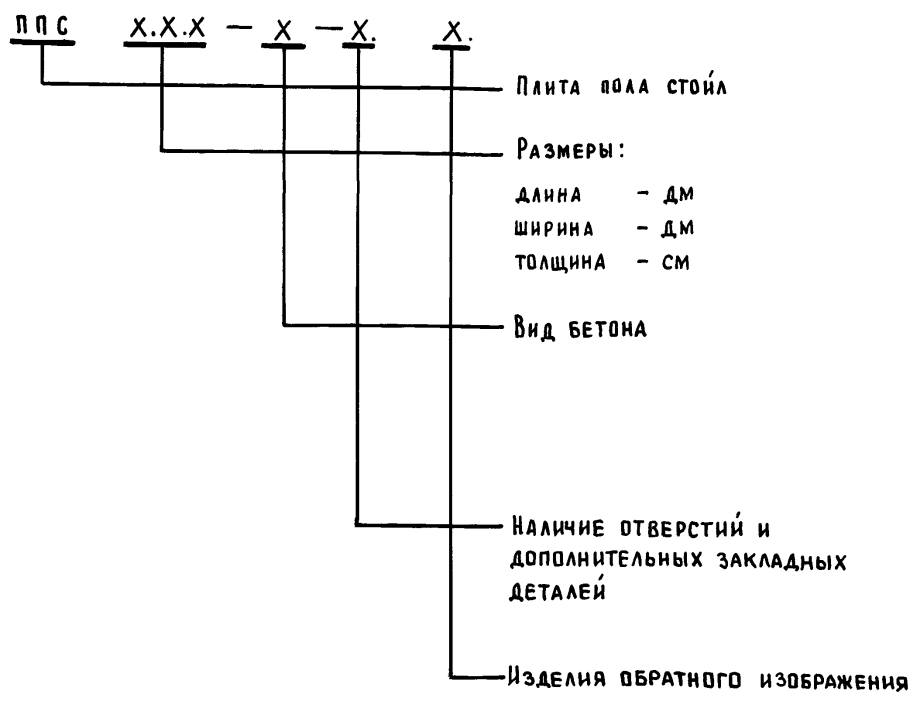 ППС Х.Х.Х – Х – Х. Х.
Плита пола стойл
Размеры:
длина – дм
ширина – дм
толщина – см
Вид бетона
Наличие отверстий и
дополнительных закладных
деталей
Изделия обратного изображения